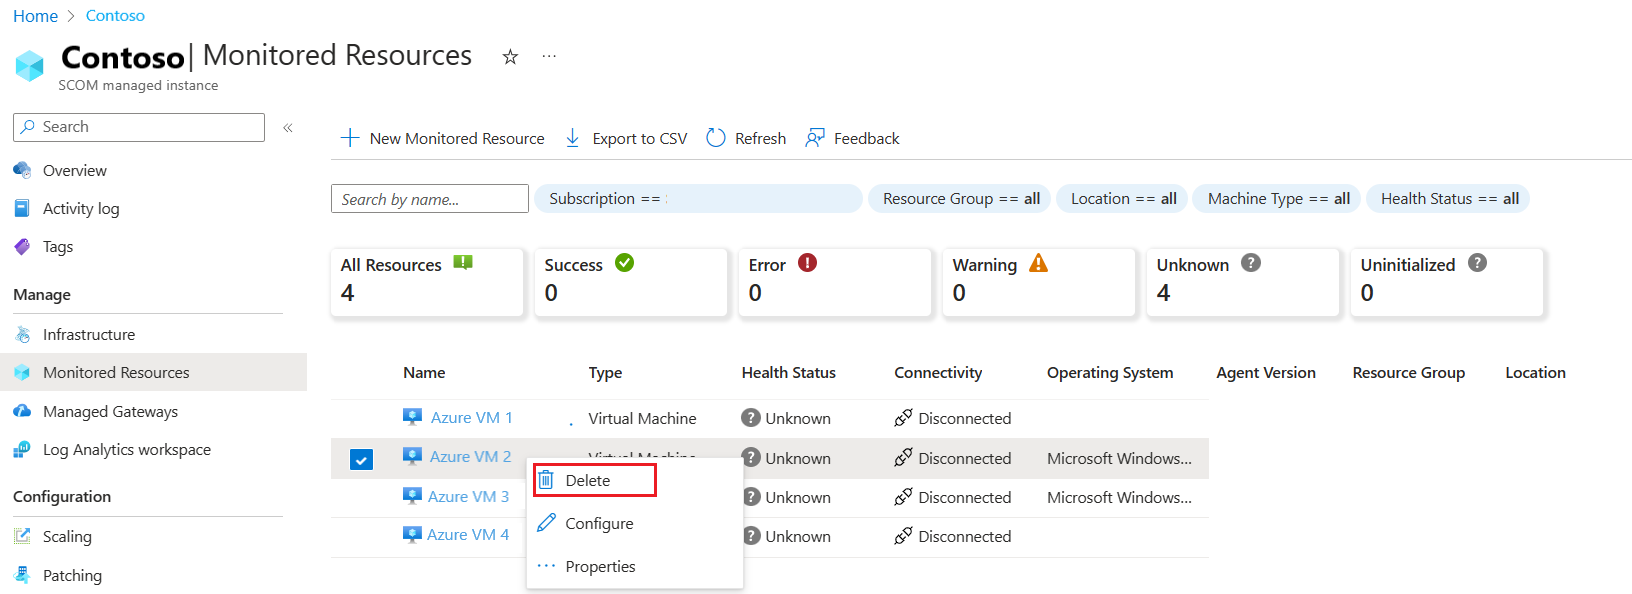 Home > Contoso
Contoso | Monitored Resources
SCOM managed instance
Search
Overview
Activity log
Tags
Manage
Infrastructure
Monitored Resources
Managed Gateways
Log Analytics workspace
Configuration
Scaling
Patching
New Monitored Resource Export to CSV Refresh Feedback
Search by name... Subscription == Resource Group == all Location == all Machine Type == all Health Status == all
All Resources Success Error Warning Unknown Uninitialized
4 0 0 0 4 0
Name Type Health Status Connectivity Operating System Agent Version Resource Group Location
Azure VM 1 Virtual Machine Unknown Disconnected
Azure VM 2 Virtual Machine Unknown Disconnected Microsoft Windows...
Azure VM 3 Unknown Disconnected Microsoft Windows...
Azure VM 4 Unknown Disconnected
Delete
Configure
Properties